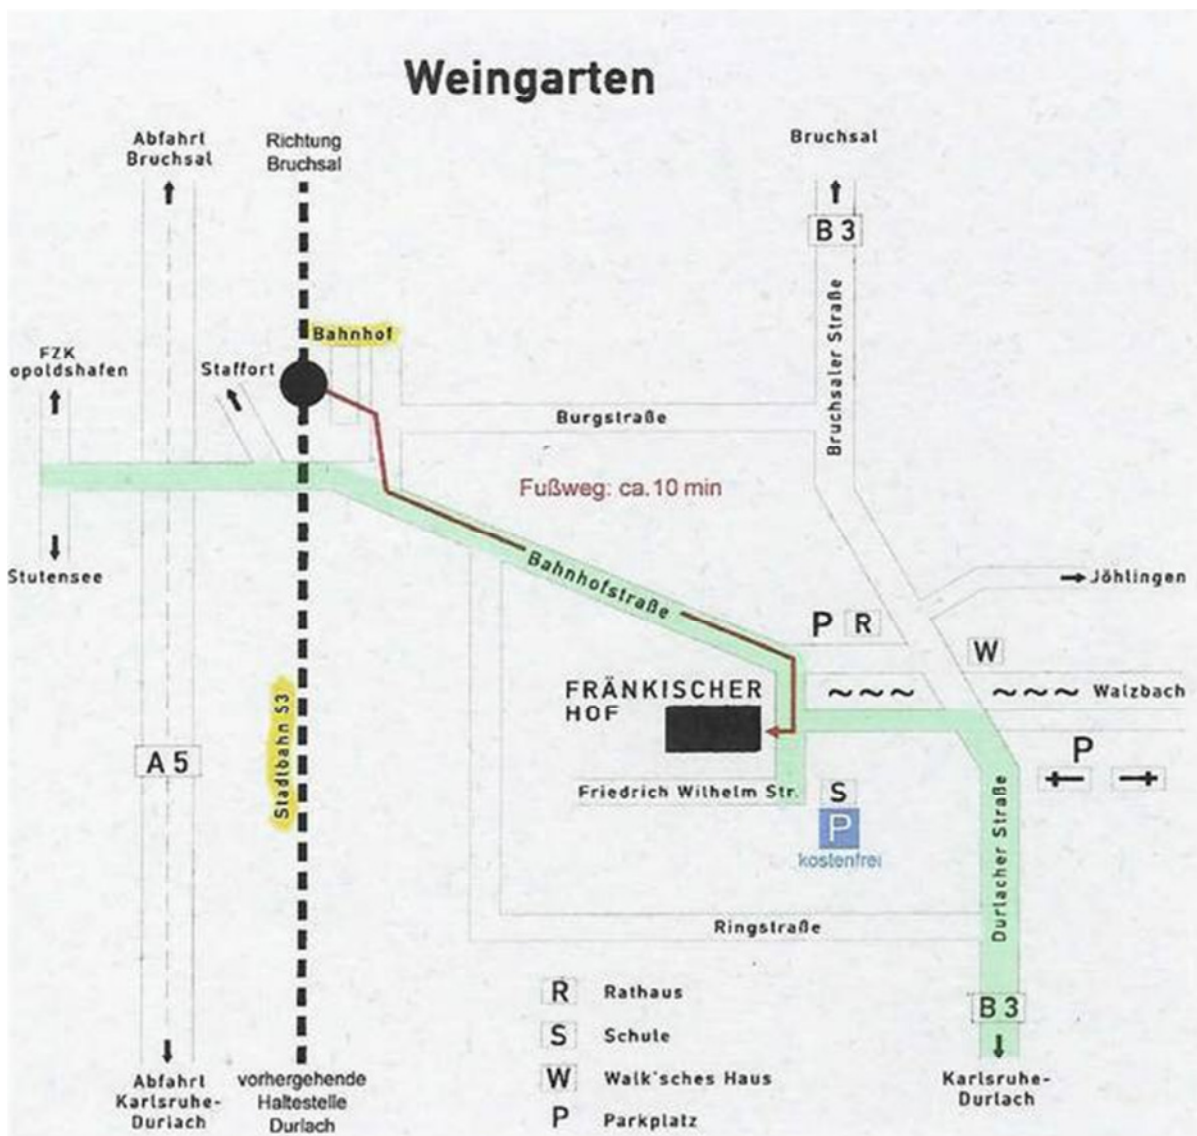 Weingarten
Abfahrt
Bruchsal
Richtung
Bruchsal
Bruchsal
B 3
Bruchsaler Straße
Bahnhof
FZK
opoldshafen
Staffort
Burgstraße
Fußweg: ca.10 min
Bahnhofstraße
Stutensee
Jöhlingen
P R
W
FRÄNKISCHER
HOF
Walzbach
Stadtbahn S3
A 5
P
Friedrich Wilhelm Str.
S
P
kostenfrei
Durlacher Straße
Ringstraße
R Rathaus
S Schule
W Walk'sches Haus
P Parkplatz
B 3
Abfahrt
Karlsruhe-
Durlach
vorhergehende
Haltestelle
Durlach
Karlsruhe-
Durlach